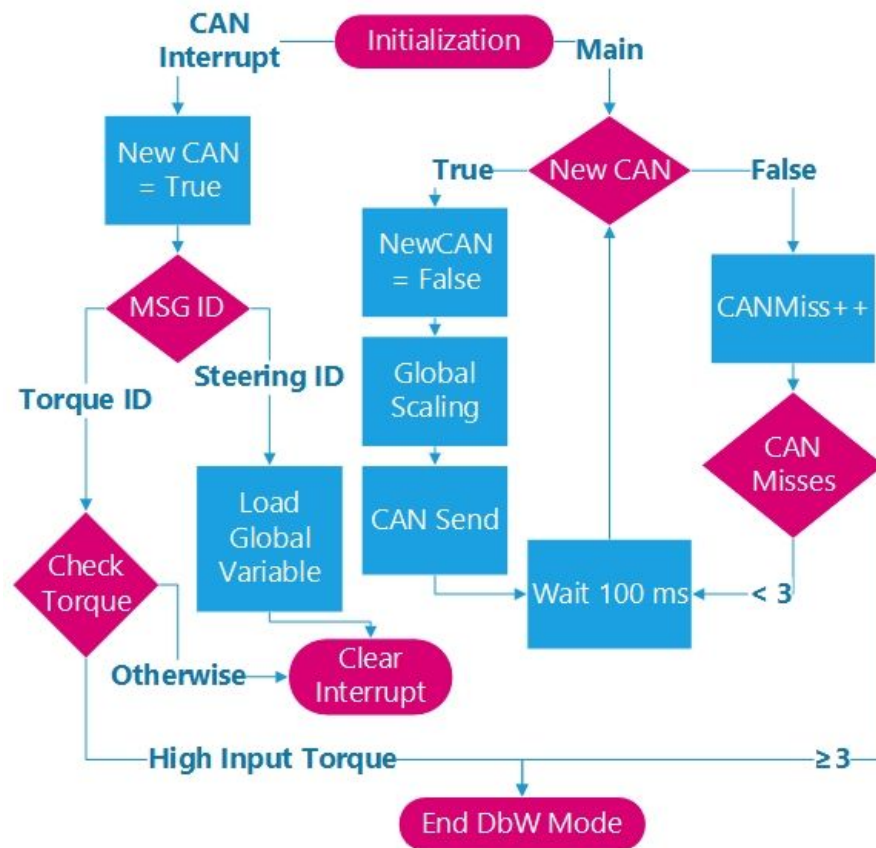 CAN
Interrupt
Initialization
Main
New CAN
= True
New CAN
True
False
NewCAN
= False
CANMiss++
MSG ID
Global
Scaling
Steering ID
Torque ID
CAN
Misses
Load
Global
Variable
CAN Send
Check
Torque
Wait 100 ms
< 3
Otherwise
Clear
Interrupt
High Input Torque
≥3
End DbW Mode